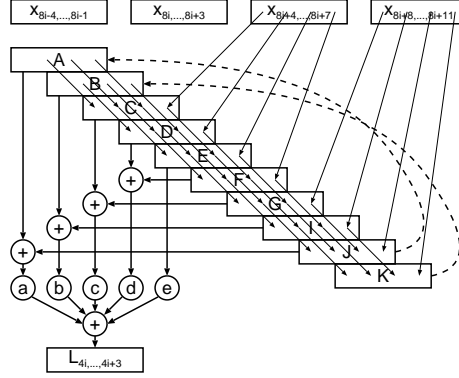 x8i-4,...,8i-1 x8i,...,8i+3 x8i+4,...,8i+7 x8i+8,...,8i+11
A
B
C
D
E
F
G
I
J
K
+
+
+
+
a b c d e
+
L4i,...,4i+3